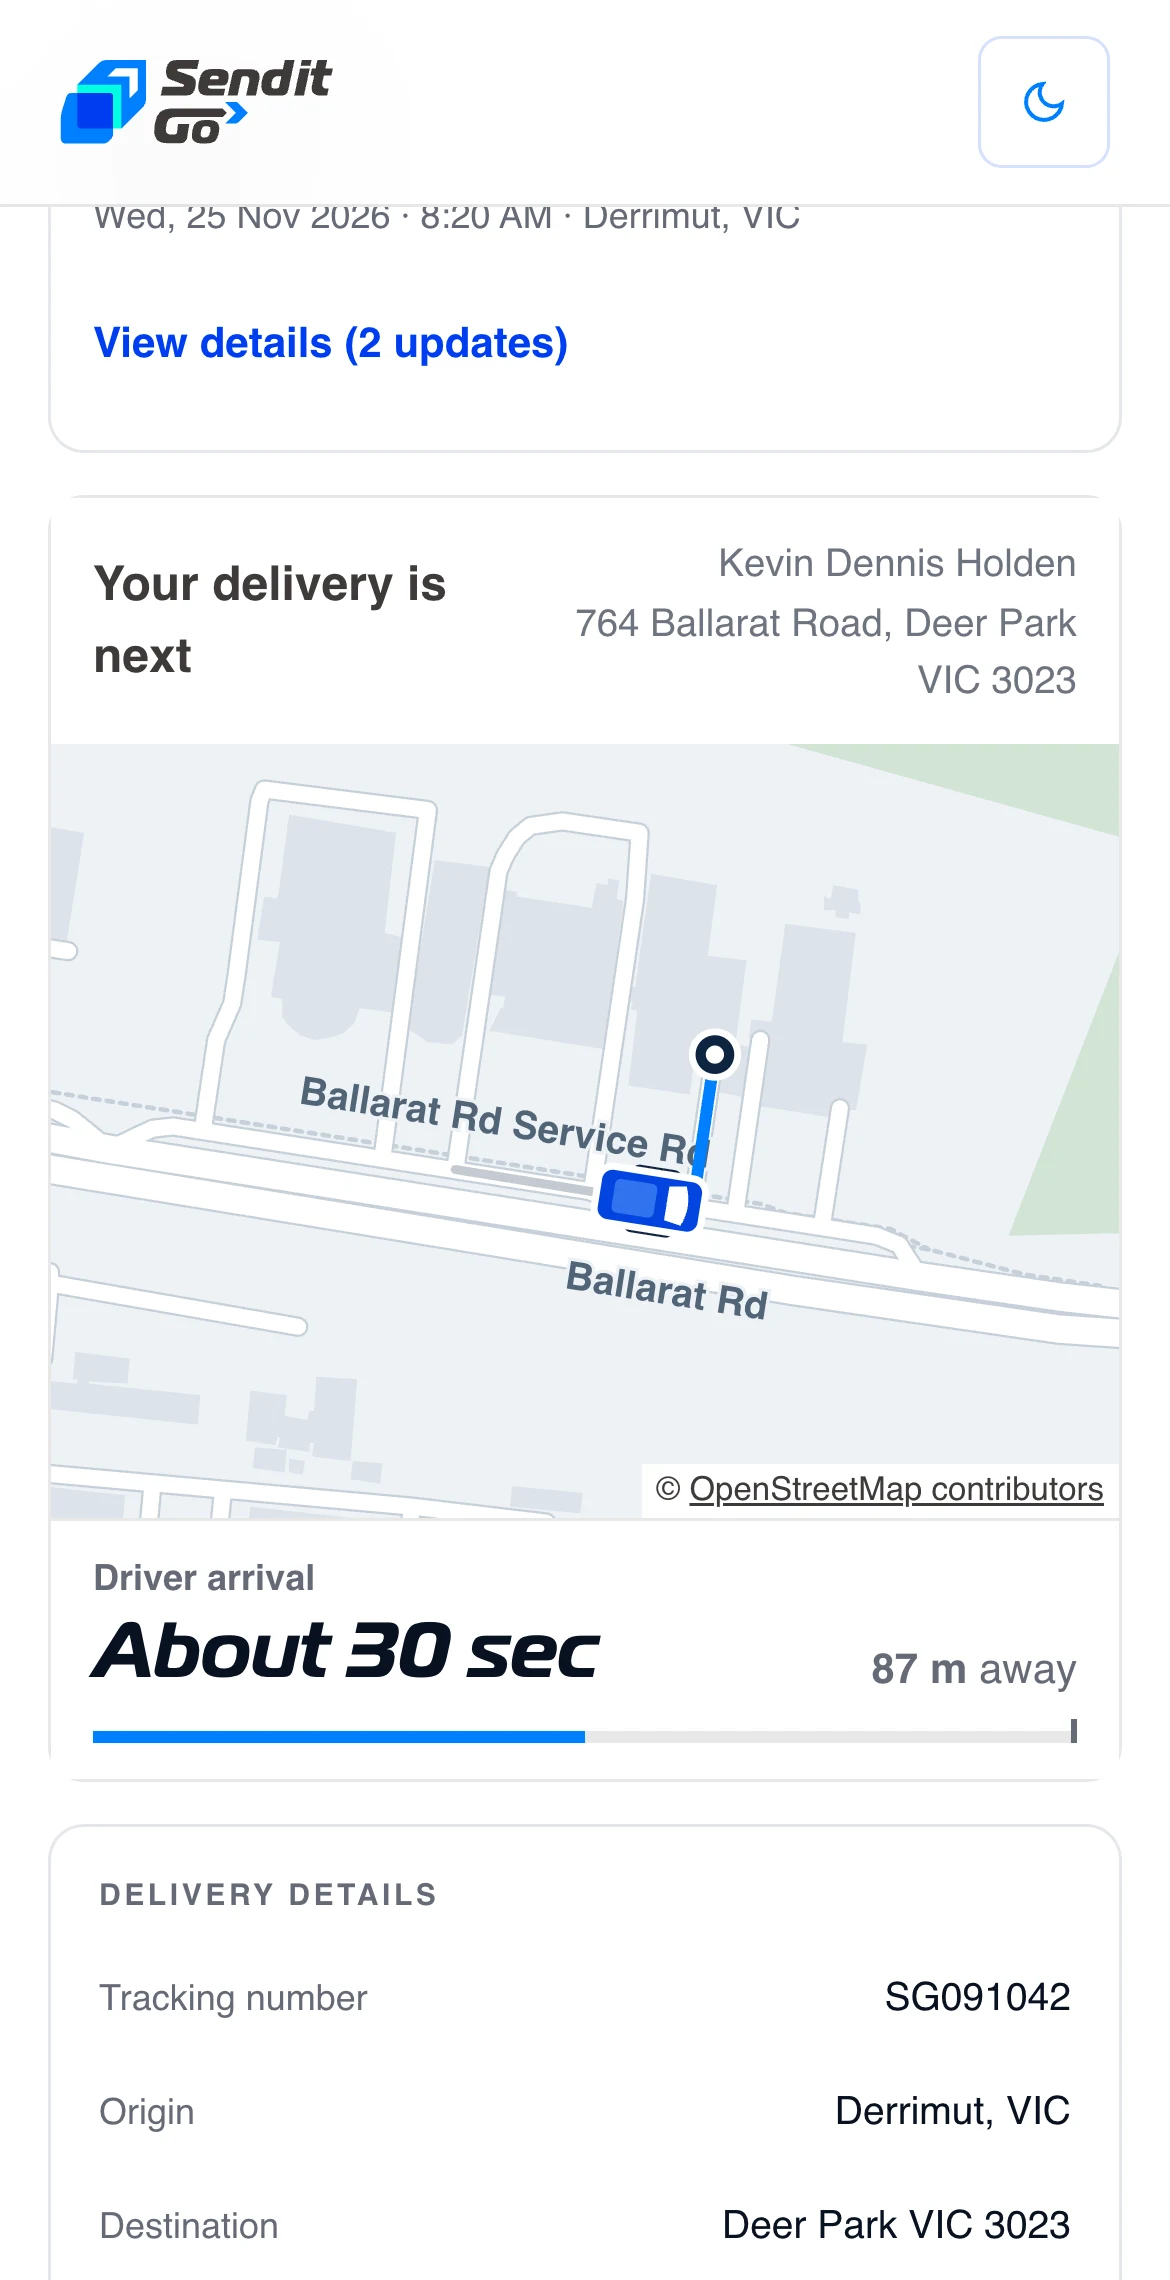 Sendit
Go
Wed, 25 Nov 2026 · 8:20 AM · Derrimut, VIC
View details (2 updates)
Your delivery is
next
Kevin Dennis Holden
764 Ballarat Road, Deer Park
VIC 3023
Ballarat Rd Service Rd
Ballarat Rd
© OpenStreetMap contributors
Driver arrival
About 30 sec
87 m away
DELIVERY DETAILS
Tracking number
SG091042
Origin
Derrimut, VIC
Destination
Deer Park VIC 3023